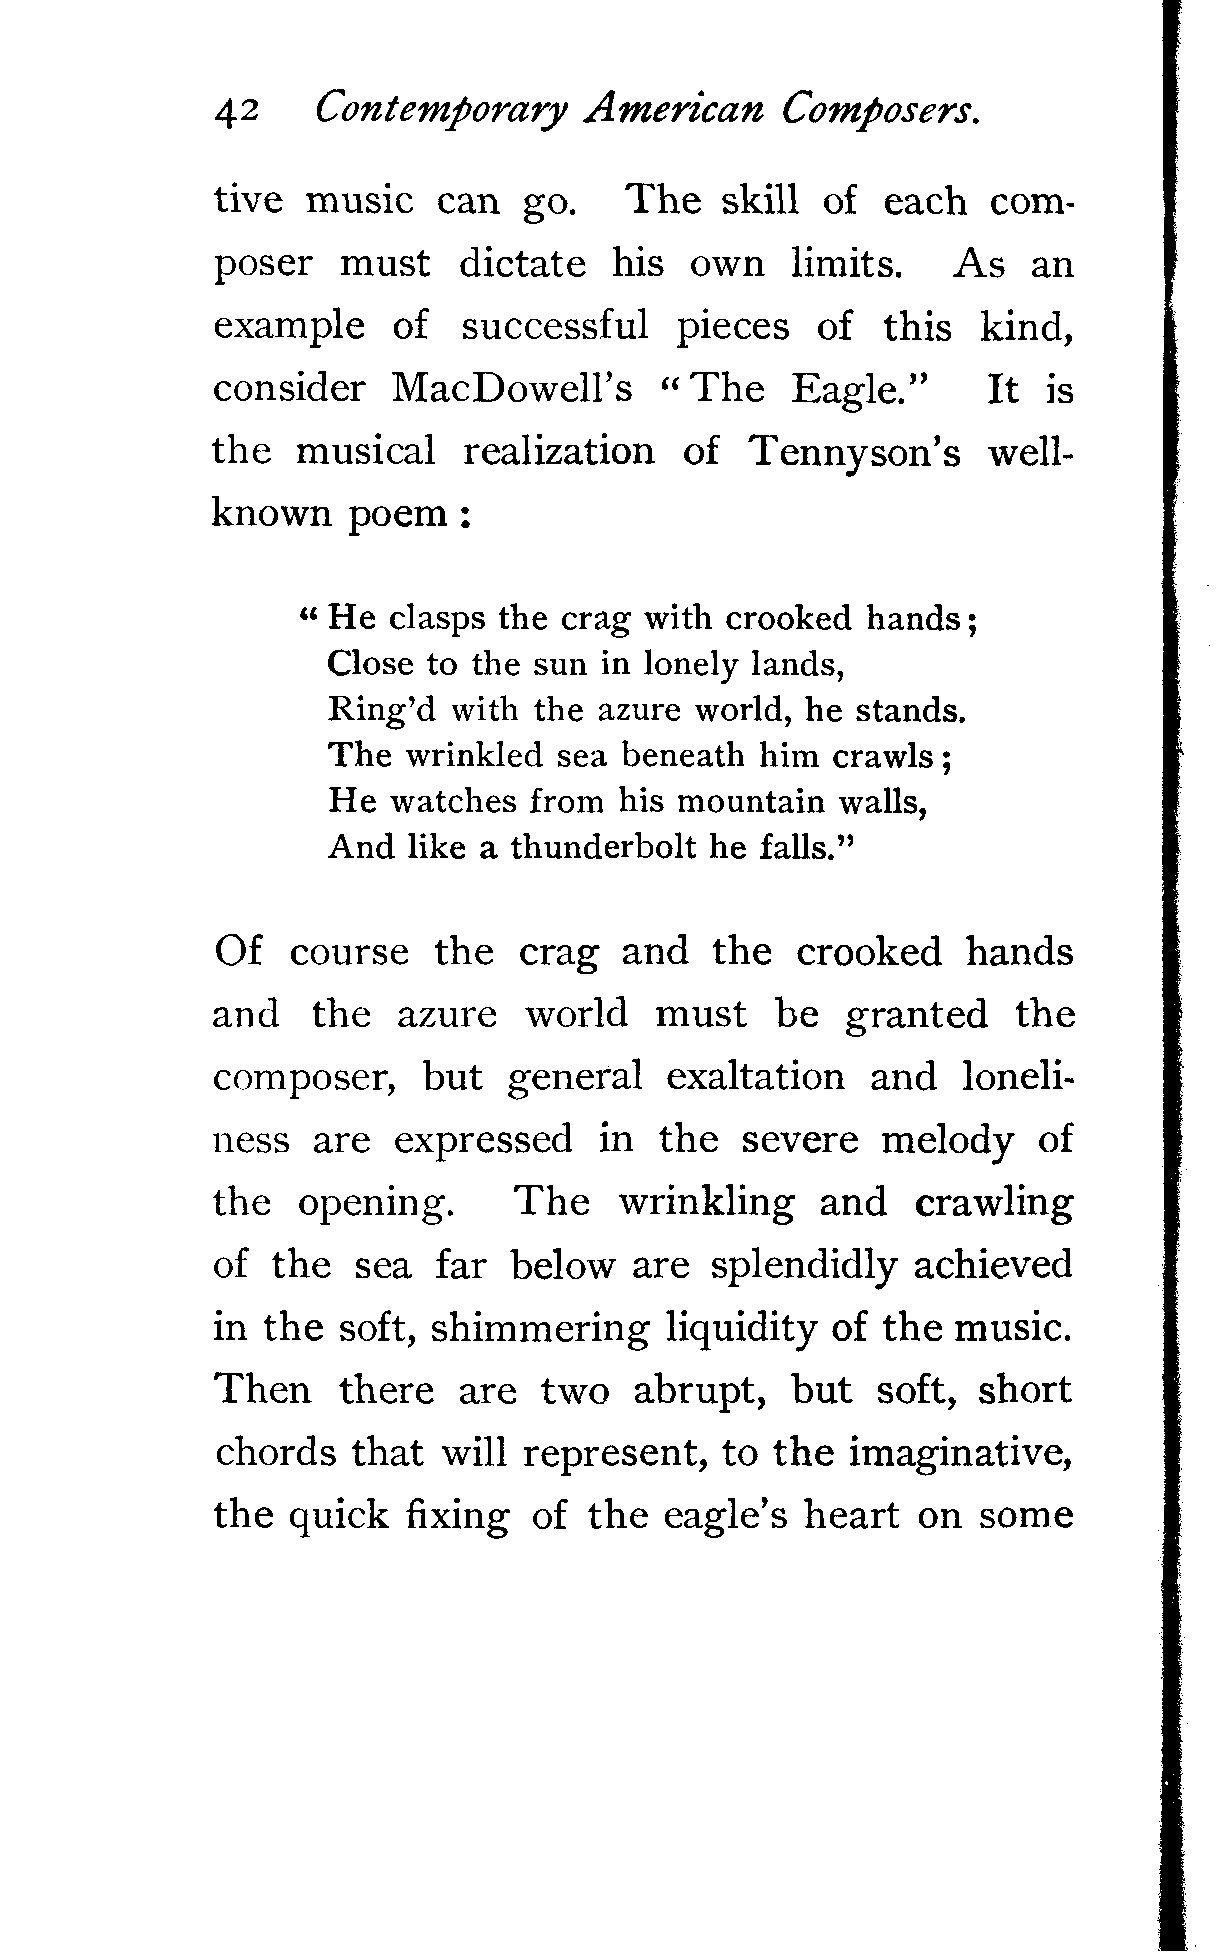 42 Contemporary American Composers.
tive music can go. The skill of each com-
poser must dictate his own limits. As an
example of successful pieces of this kind,
consider MacDowell's “The Eagle.” It is
the musical realization of Tennyson's well-
known poem:
“He clasps the crag with crooked hands;
Close to the sun in lonely lands,
Ring'd with the azure world, he stands.
The wrinkled sea beneath him crawls;
He watches from his mountain walls,
And like a thunderbolt he falls.”
Of course the crag and the crooked hands
and the azure world must be granted the
composer, but general exaltation and loneli-
ness are expressed in the severe melody of
the opening. The wrinkling and crawling
of the sea far below are splendidly achieved
in the soft, shimmering liquidity of the music.
Then there are two abrupt, but soft, short
chords that will represent, to the imaginative,
the quick fixing of the eagle's heart on some